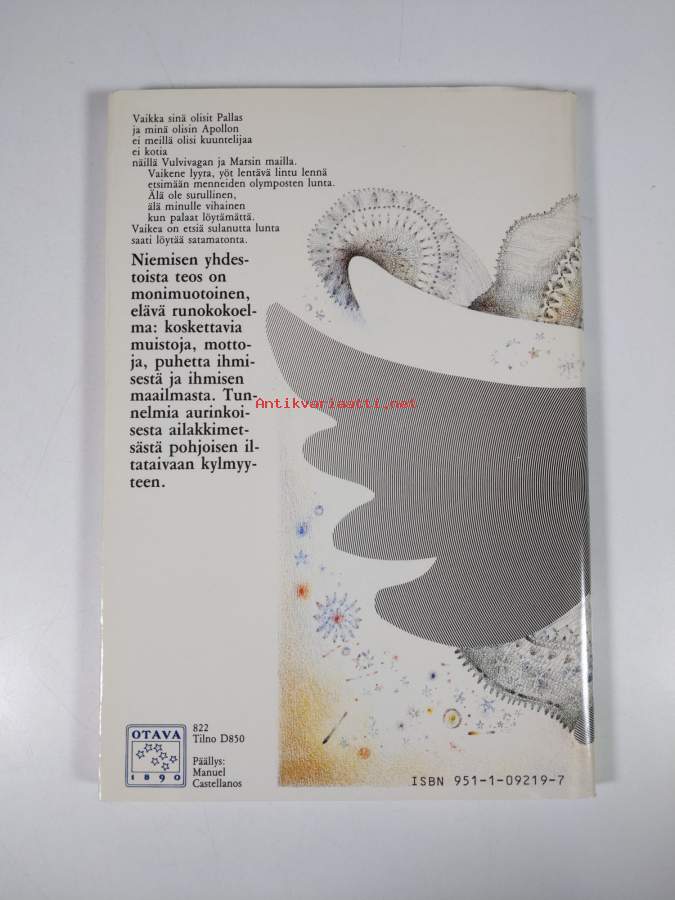 Vaikka sinä olisit Pallas
ja minä olisin Apollon
ei meillä olisi kuuntelijaa
ei kotia
näillä Vulvivagan ja Marsin mailla.
Vaikene lyyra, yöt lentävä lintu lennä
etsimään menneiden olymposten lunta.
Älä ole surullinen,
älä minulle vihainen
kun palaat löytämättä.
Vaikea on etsiä sulanutta lunta
saati löytää satamatonta.
Niemisen yhdes-
toista teos on
monimuotoinen,
elävä runokokoel-
ma: koskettavia
muistoja, motto-
ja, puhetta ihmi-
sestä ja ihmisen
maailmasta. Tun-
nelmia aurinkoi-
sesta ailakkimet-
sästä pohjoisen il-
tataivaan kylmyy-
teen.
Antikvariaatti.net
OTAVA
1890
822
Tilno D850
Päällys:
Manuel
Castellanos
ISBN 951-1-09219-7